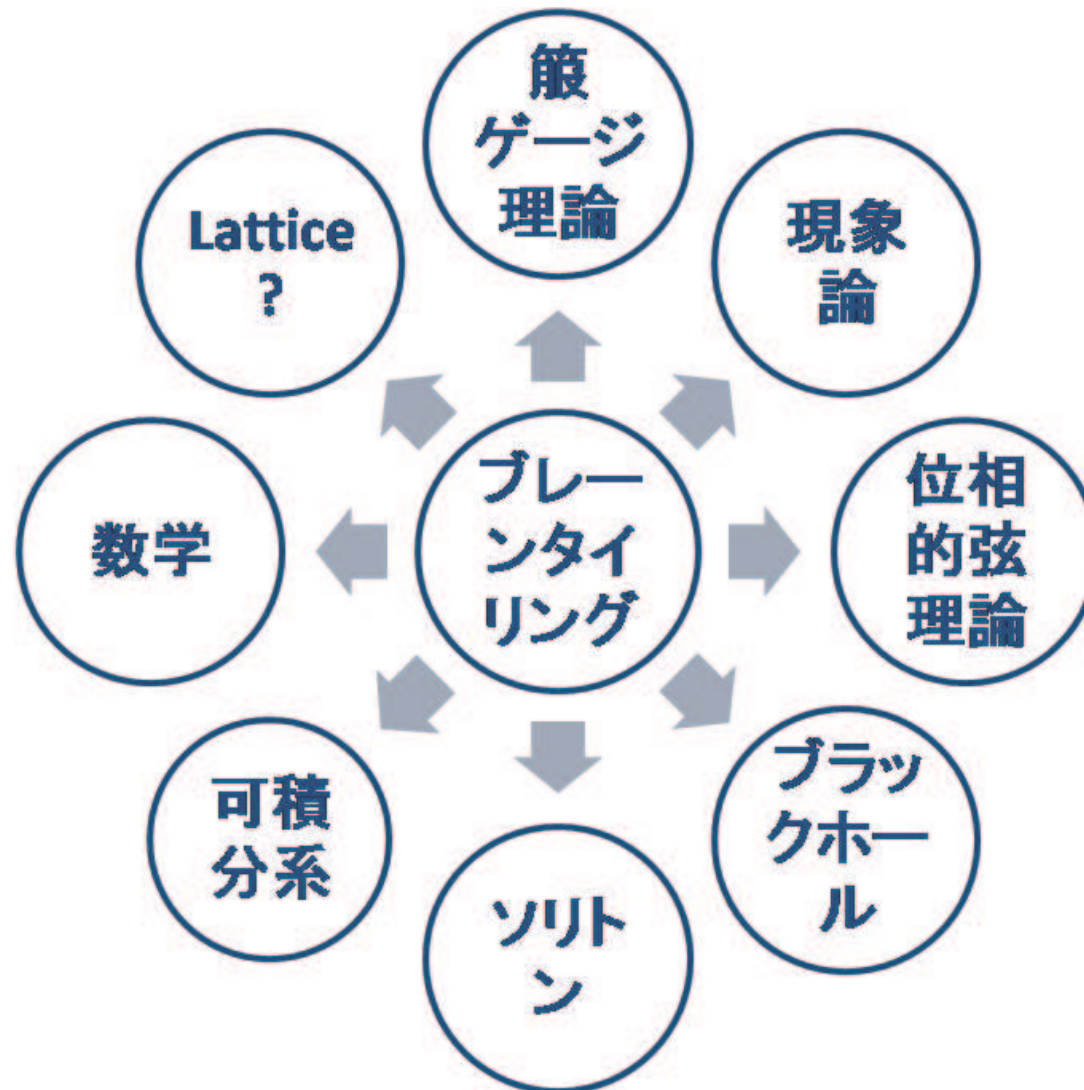 箙
ゲージ
理論
Lattice
?
現象
論
数学
ブレー
ンタイ
リング
位相
的弦
理論
可積
分系
ソリト
ン
ブラッ
クホー
ル